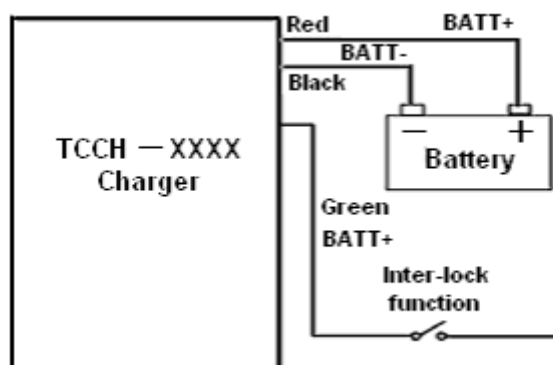 Red
BATT+
BATT-
Black
TCCH — XXXX
Charger
— +
Battery
Green
BATT+
Inter-lock
function